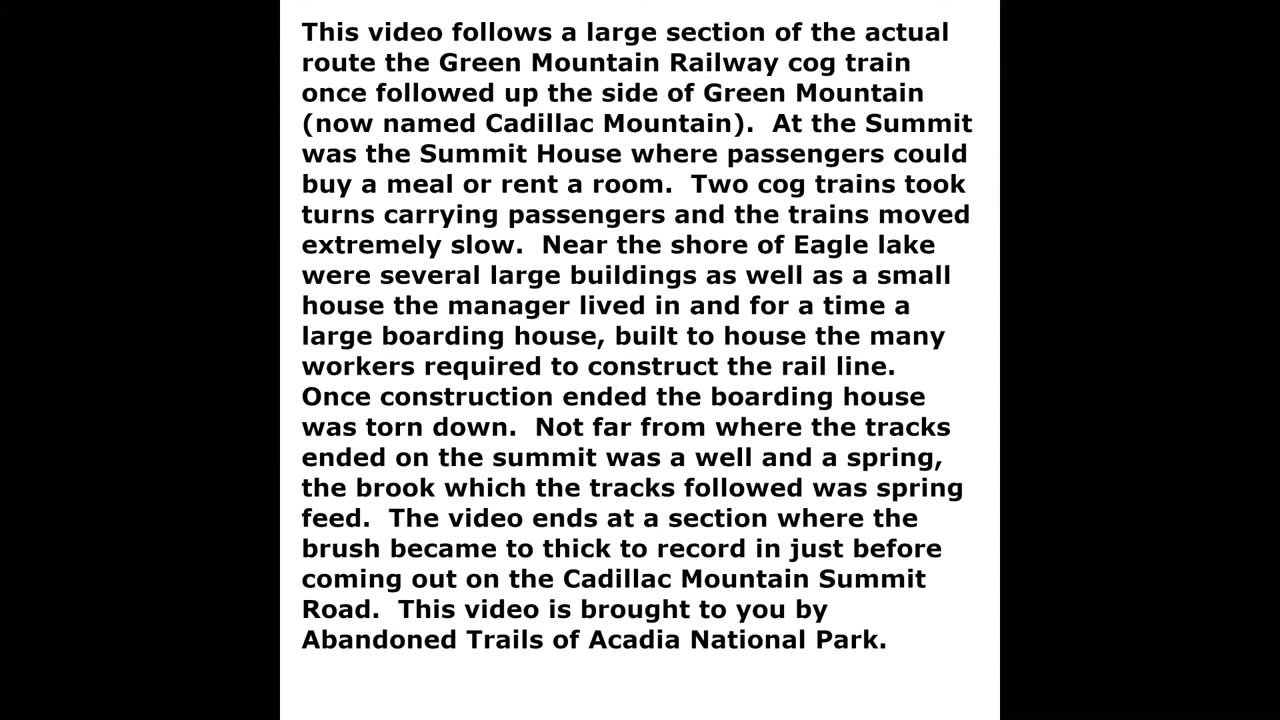 This video follows a large section of the actual
route the Green Mountain Railway cog train
once followed up the side of Green Mountain
(now named Cadillac Mountain).  At the Summit
was the Summit House where passengers could
buy a meal or rent a room.  Two cog trains took
turns carrying passengers and the trains moved
extremely slow.  Near the shore of Eagle lake
were several large buildings as well as a small
house the manager lived in and for a time a
large boarding house, built to house the many
workers required to construct the rail line.
Once construction ended the boarding house
was torn down.  Not far from where the tracks
ended on the summit was a well and a spring,
the brook which the tracks followed was spring
feed.  The video ends at a section where the
brush became to thick to record in just before
coming out on the Cadillac Mountain Summit
Road.  This video is brought to you by
Abandoned Trails of Acadia National Park.